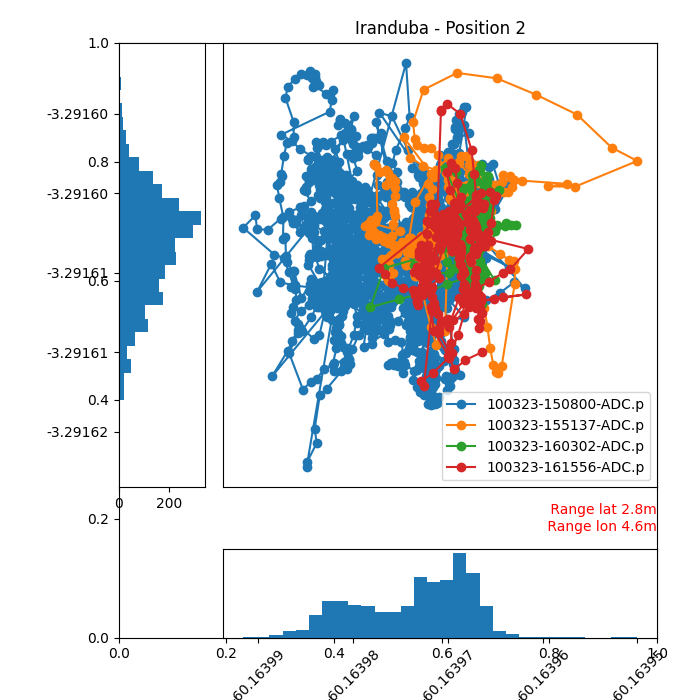 Iranduba - Position 2
1.0
-3.29160
0.8
-3.29160
-3.29161
0.6
-3.29161
0.4
-3.29162
100323-150800-ADC.p
100323-155137-ADC.p
100323-160302-ADC.p
100323-161556-ADC.p
0 200
0.2
Range lat 2.8m
Range lon 4.6m
0.0
0.0 0.2 0.4 0.6 0.8 1.0
60.16399 60.16398 60.16397 60.16396 60.16395